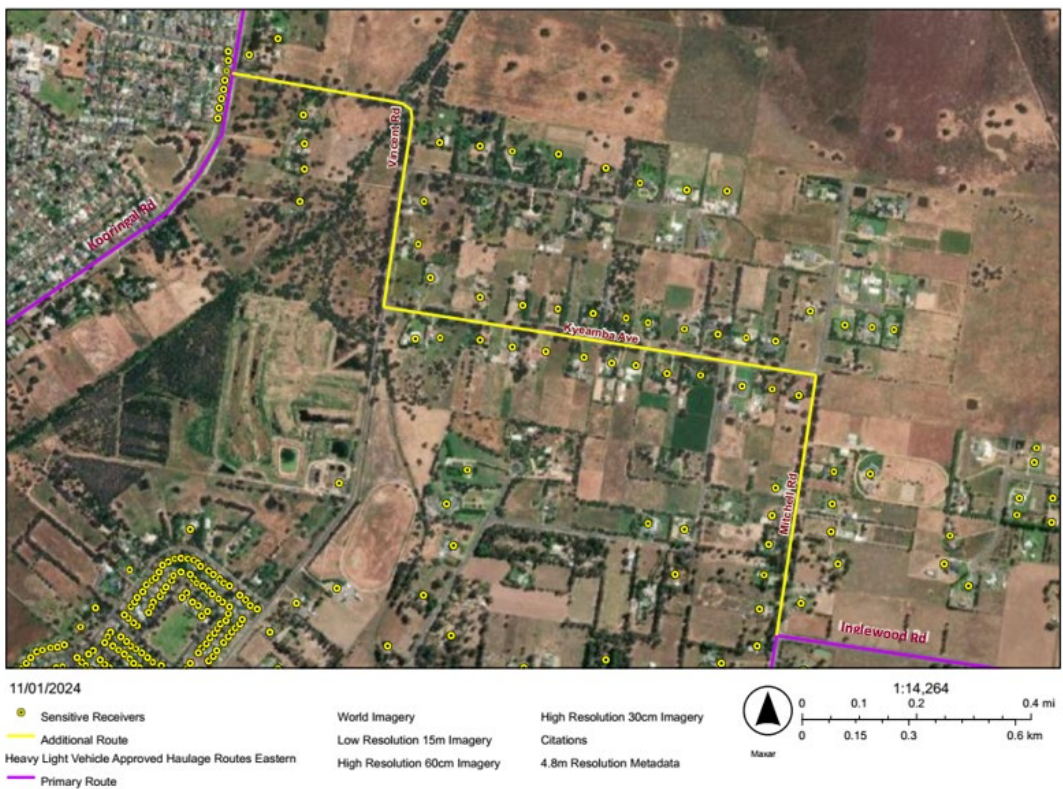 Vincent Rd
Kooringal Rd
Kyeamba Ave
Mitchell Rd
Inglewood Rd
11/01/2024
Sensitive Receivers
Additional Route
Heavy Light Vehicle Approved Haulage Routes Eastern
Primary Route
World Imagery
Low Resolution 15m Imagery
High Resolution 60cm Imagery
High Resolution 30cm Imagery
Citations
4.8m Resolution Metadata
Maxar
1:14,264
0 0.1 0.2 0.4 mi
0 0.15 0.3 0.6 km